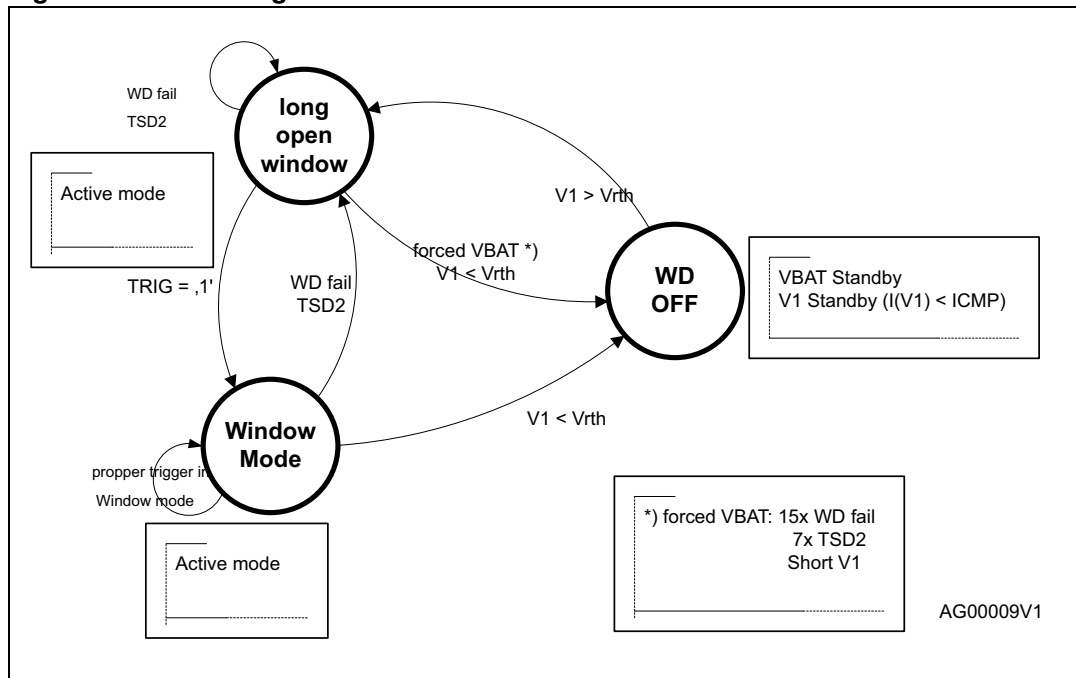 WD fail
TSD2
long
open
window
Active mode
V1 > Vrth
forced VBAT *)
V1 < Vrth
WD
OFF
VBAT Standby
V1 Standby (I(V1) < ICMP)
TRIG = ,1'
WD fail
TSD2
V1 < Vrth
Window
Mode
propper trigger in
Window mode
Active mode
*) forced VBAT: 15x WD fail
7x TSD2
Short V1
AG00009V1